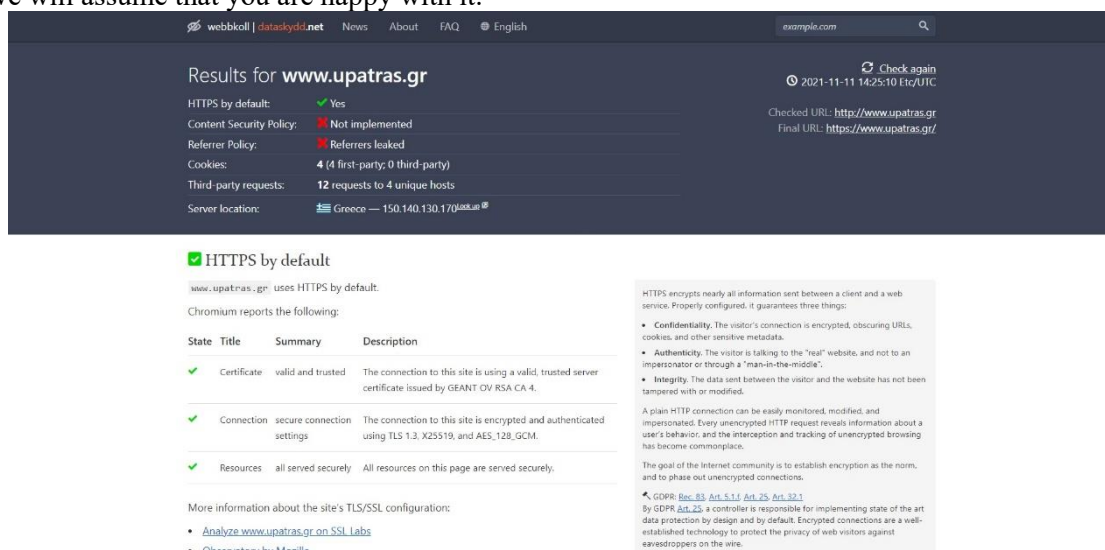 we will assume that you are happy with it.
webbkoll | dataskydd.net News About FAQ English example.com
Results for www.upatras.gr
Check again
2021-11-11 14:25:10 Etc/UTC
HTTPS by default: Yes
Checked URL: http://www.upatras.gr
Content Security Policy: Not implemented
Final URL: https://www.upatras.gr/
Referrer Policy: Referrers leaked
Cookies: 4 (4 first-party; 0 third-party)
Third-party requests: 12 requests to 4 unique hosts
Server location: Greece — 150.140.130.170 Look up
HTTPS by default
www.upatras.gr uses HTTPS by default.
Chromium reports the following:
State Title Summary Description
Certificate valid and trusted The connection to this site is using a valid, trusted server
certificate issued by GEANT OV RSA CA 4.
Connection secure connection The connection to this site is encrypted and authenticated
settings using TLS 1.3, X25519, and AES_128_GCM.
Resources all served securely All resources on this page are served securely.
More information about the site's TLS/SSL configuration:
• Analyze www.upatras.gr on SSL Labs
• Observatory by Mozilla
HTTPS encrypts nearly all information sent between a client and a web
service. Properly configured, it guarantees three things:
• Confidentiality. The visitor's connection is encrypted, obscuring URLs,
cookies, and other sensitive metadata.
• Authenticity. The visitor is talking to the "real" website, and not to an
impersonator or through a "man-in-the-middle".
• Integrity. The data sent between the visitor and the website has not been
tampered with or modified.
A plain HTTP connection can be easily monitored, modified, and
impersonated. Every unencrypted HTTP request reveals information about a
user's behavior, and the interception and tracking of unencrypted browsing
has become commonplace.
The goal of the Internet community is to establish encryption as the norm,
and to phase out unencrypted connections.
GDPR: Rec. 83, Art. 5.1.f, Art. 25, Art. 32.1
By GDPR Art. 25, a controller is responsible for implementing state of the art
data protection by design and by default. Encrypted connections are a well-
established technology to protect the privacy of web visitors against
eavesdroppers on the wire.